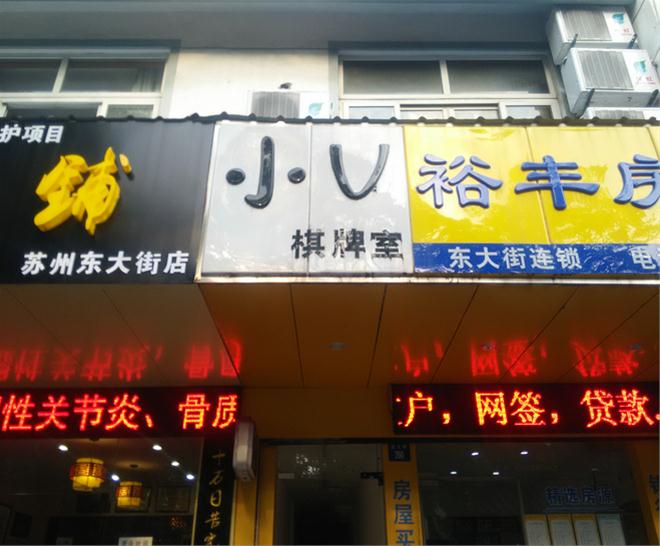 护项目
苏州东大街店
小V
棋牌室
裕丰房
东大街连锁
性关节炎、骨质
户，网签，贷款
精选房源
房屋买